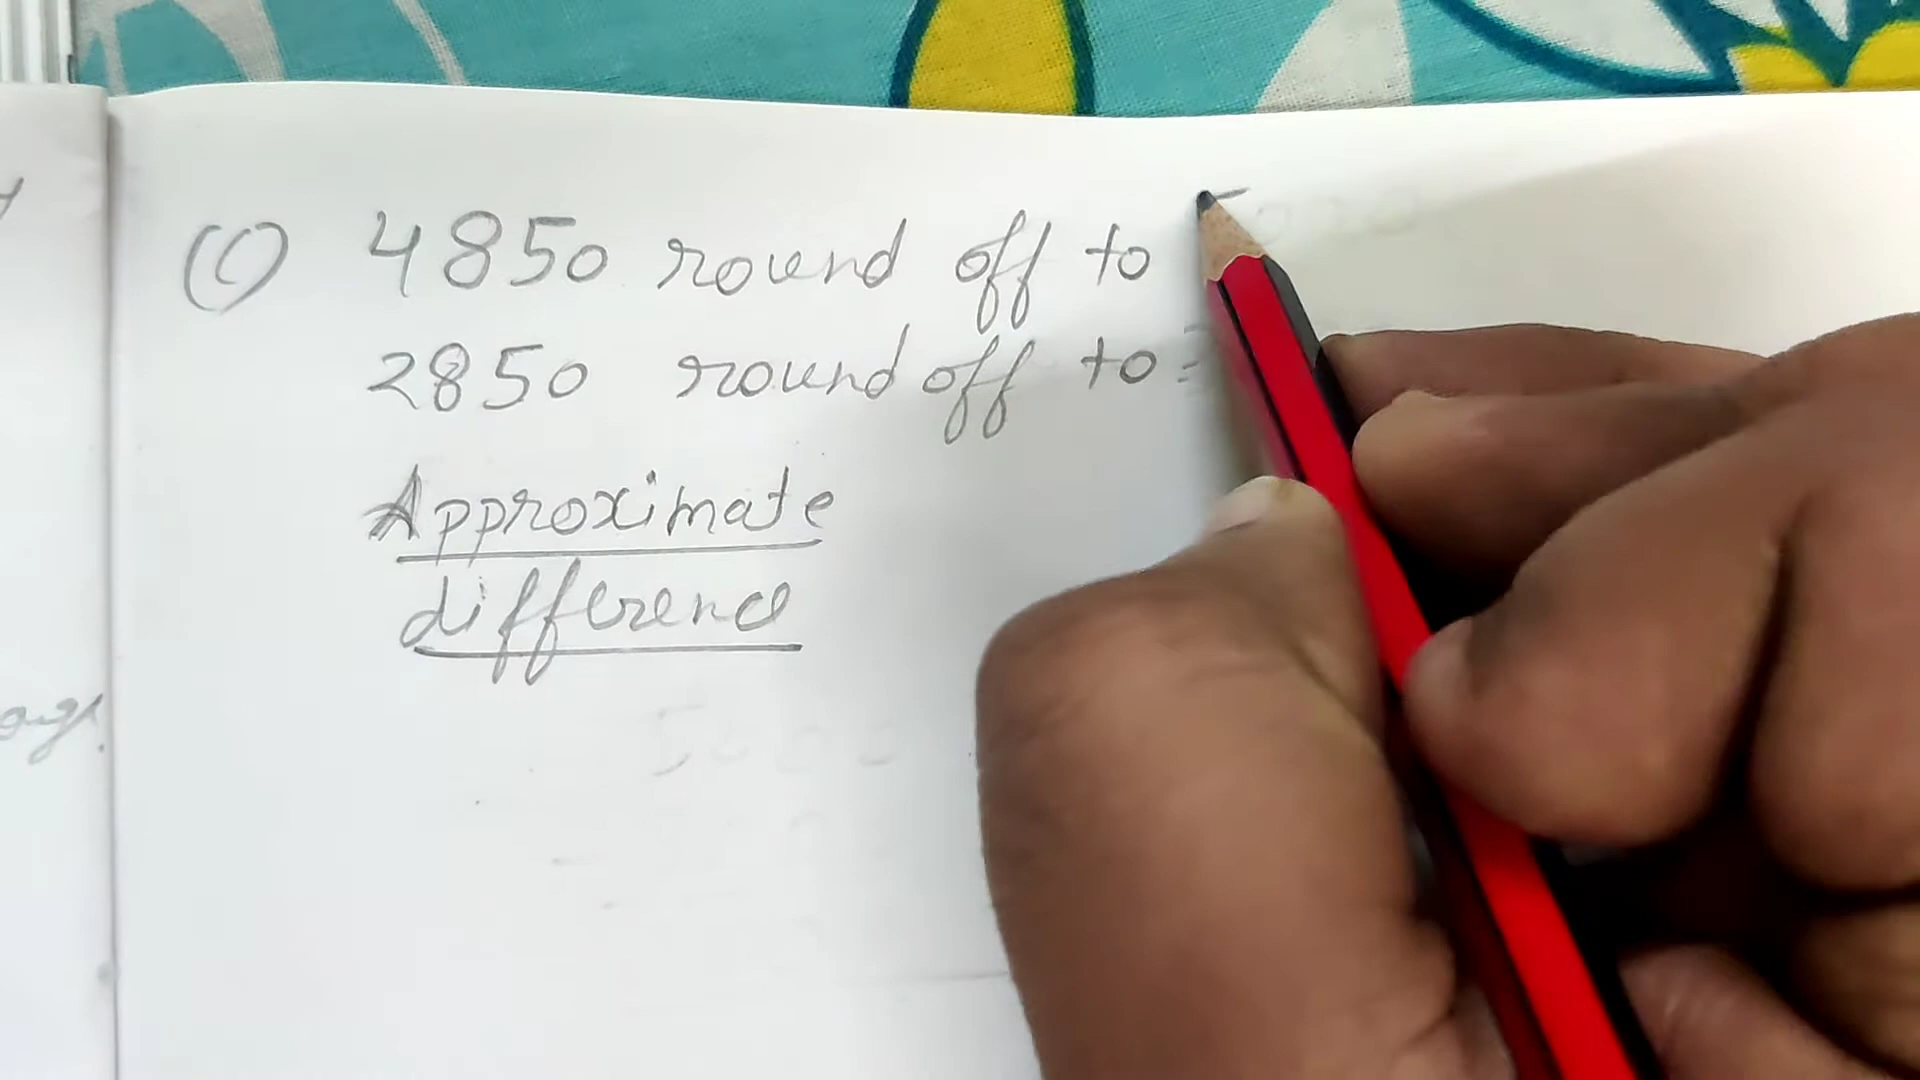 (c) 4850 round off to
2850 round off to
Approximate
difference